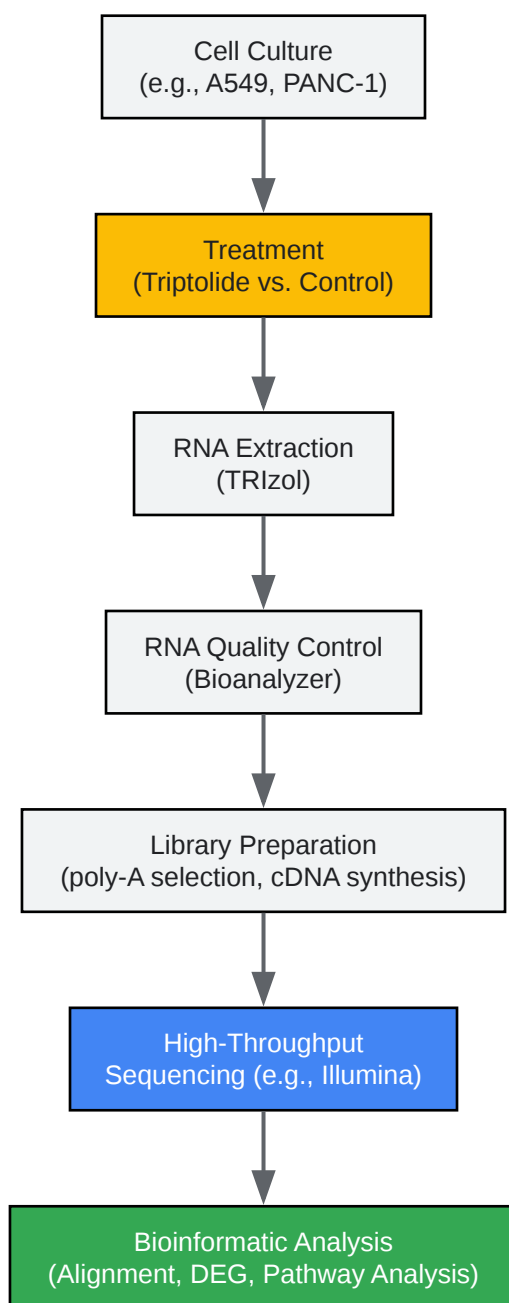 Cell Culture
(e.g., A549, PANC-1)
Treatment
(Triptolide vs. Control)
RNA Extraction
(TRIzol)
RNA Quality Control
(Bioanalyzer)
Library Preparation
(poly-A selection, cDNA synthesis)
High-Throughput
Sequencing (e.g., Illumina)
Bioinformatic Analysis
(Alignment, DEG, Pathway Analysis)